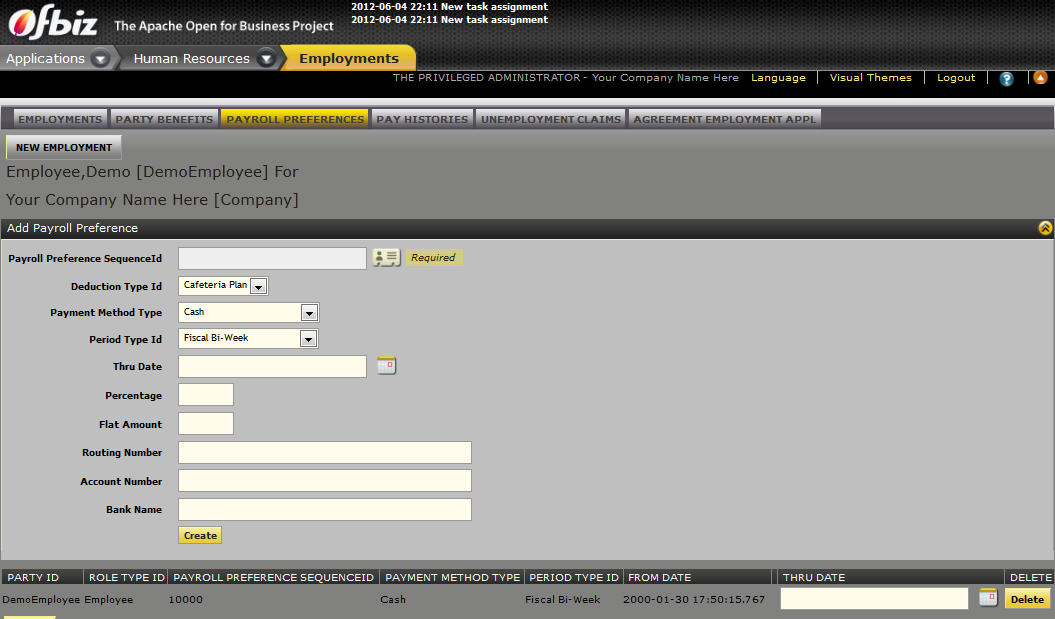 2012-06-04 22:11 New task assignment
2012-06-04 22:11 New task assignment
Ofbiz The Apache Open for Business Project
Applications Human Resources Employments
THE PRIVILEGED ADMINISTRATOR - Your Company Name Here Language Visual Themes Logout ?
EMPLOYMENTS PARTY BENEFITS PAYROLL PREFERENCES PAY HISTORIES UNEMPLOYMENT CLAIMS AGREEMENT EMPLOYMENT APPL
NEW EMPLOYMENT
Employee,Demo [DemoEmployee] For
Your Company Name Here [Company]
Add Payroll Preference
Payroll Preference SequenceId Required
Deduction Type Id Cafeteria Plan
Payment Method Type Cash
Period Type Id Fiscal Bi-Week
Thru Date
Percentage
Flat Amount
Routing Number
Account Number
Bank Name
Create
PARTY ID ROLE TYPE ID PAYROLL PREFERENCE SEQUENCEID PAYMENT METHOD TYPE PERIOD TYPE ID FROM DATE THRU DATE DELETE
DemoEmployee Employee 10000 Cash Fiscal Bi-Week 2000-01-30 17:50:15.767 Delete